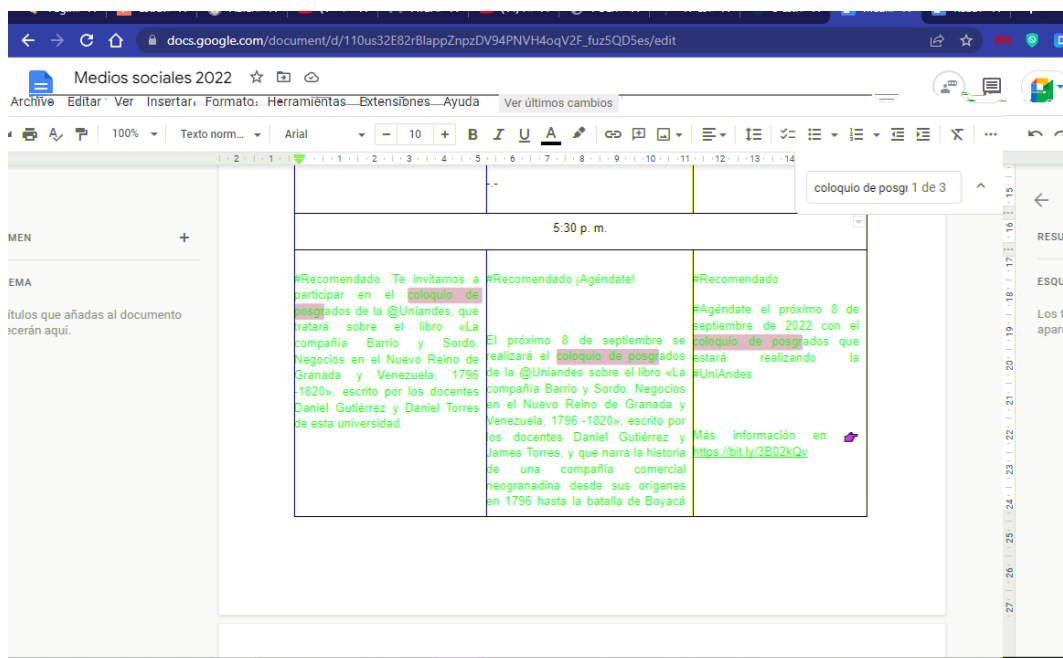 docs.google.com/document/d/110us32E82rBlappZnpzDV94PNVH4oqV2F_fuz5QD5es/edit
Medios sociales 2022
Archivo Editar Ver Insertar Formato Herramientas Extensiones Ayuda Ver últimos cambios
100% Texto norm... Arial 10 B I U A
coloquio de posgr 1 de 3
5:30 p. m.
MEN +
EMA
ítulos que añadas al documento
ecerán aquí.
#Recomendado. Te invitamos a
participar en el coloquio de
posgrados de la @Uniandes, que
tratará sobre el libro «La
compañía Barrio y Sordo.
Negocios en el Nuevo Reino de
Granada y Venezuela, 1796
-1820», escrito por los docentes
Daniel Gutiérrez y Daniel Torres
de esta universidad.
#Recomendado ¡Agéndate!
El próximo 8 de septiembre se
realizará el coloquio de posgrados
de la @Uniandes sobre el libro «La
compañía Barrio y Sordo. Negocios
en el Nuevo Reino de Granada y
Venezuela, 1796 -1820», escrito por
los docentes Daniel Gutiérrez y
James Torres, y que narra la historia
de una compañía comercial
neogranadina desde sus orígenes
en 1796 hasta la batalla de Boyacá
#Recomendado
#Agéndate el próximo 8 de
septiembre de 2022 con el
coloquio de posgrados que
estará realizando la
#UniAndes.
Más información en
https://bit.ly/3B02kQv
RESU
ESQU
Los t
apar